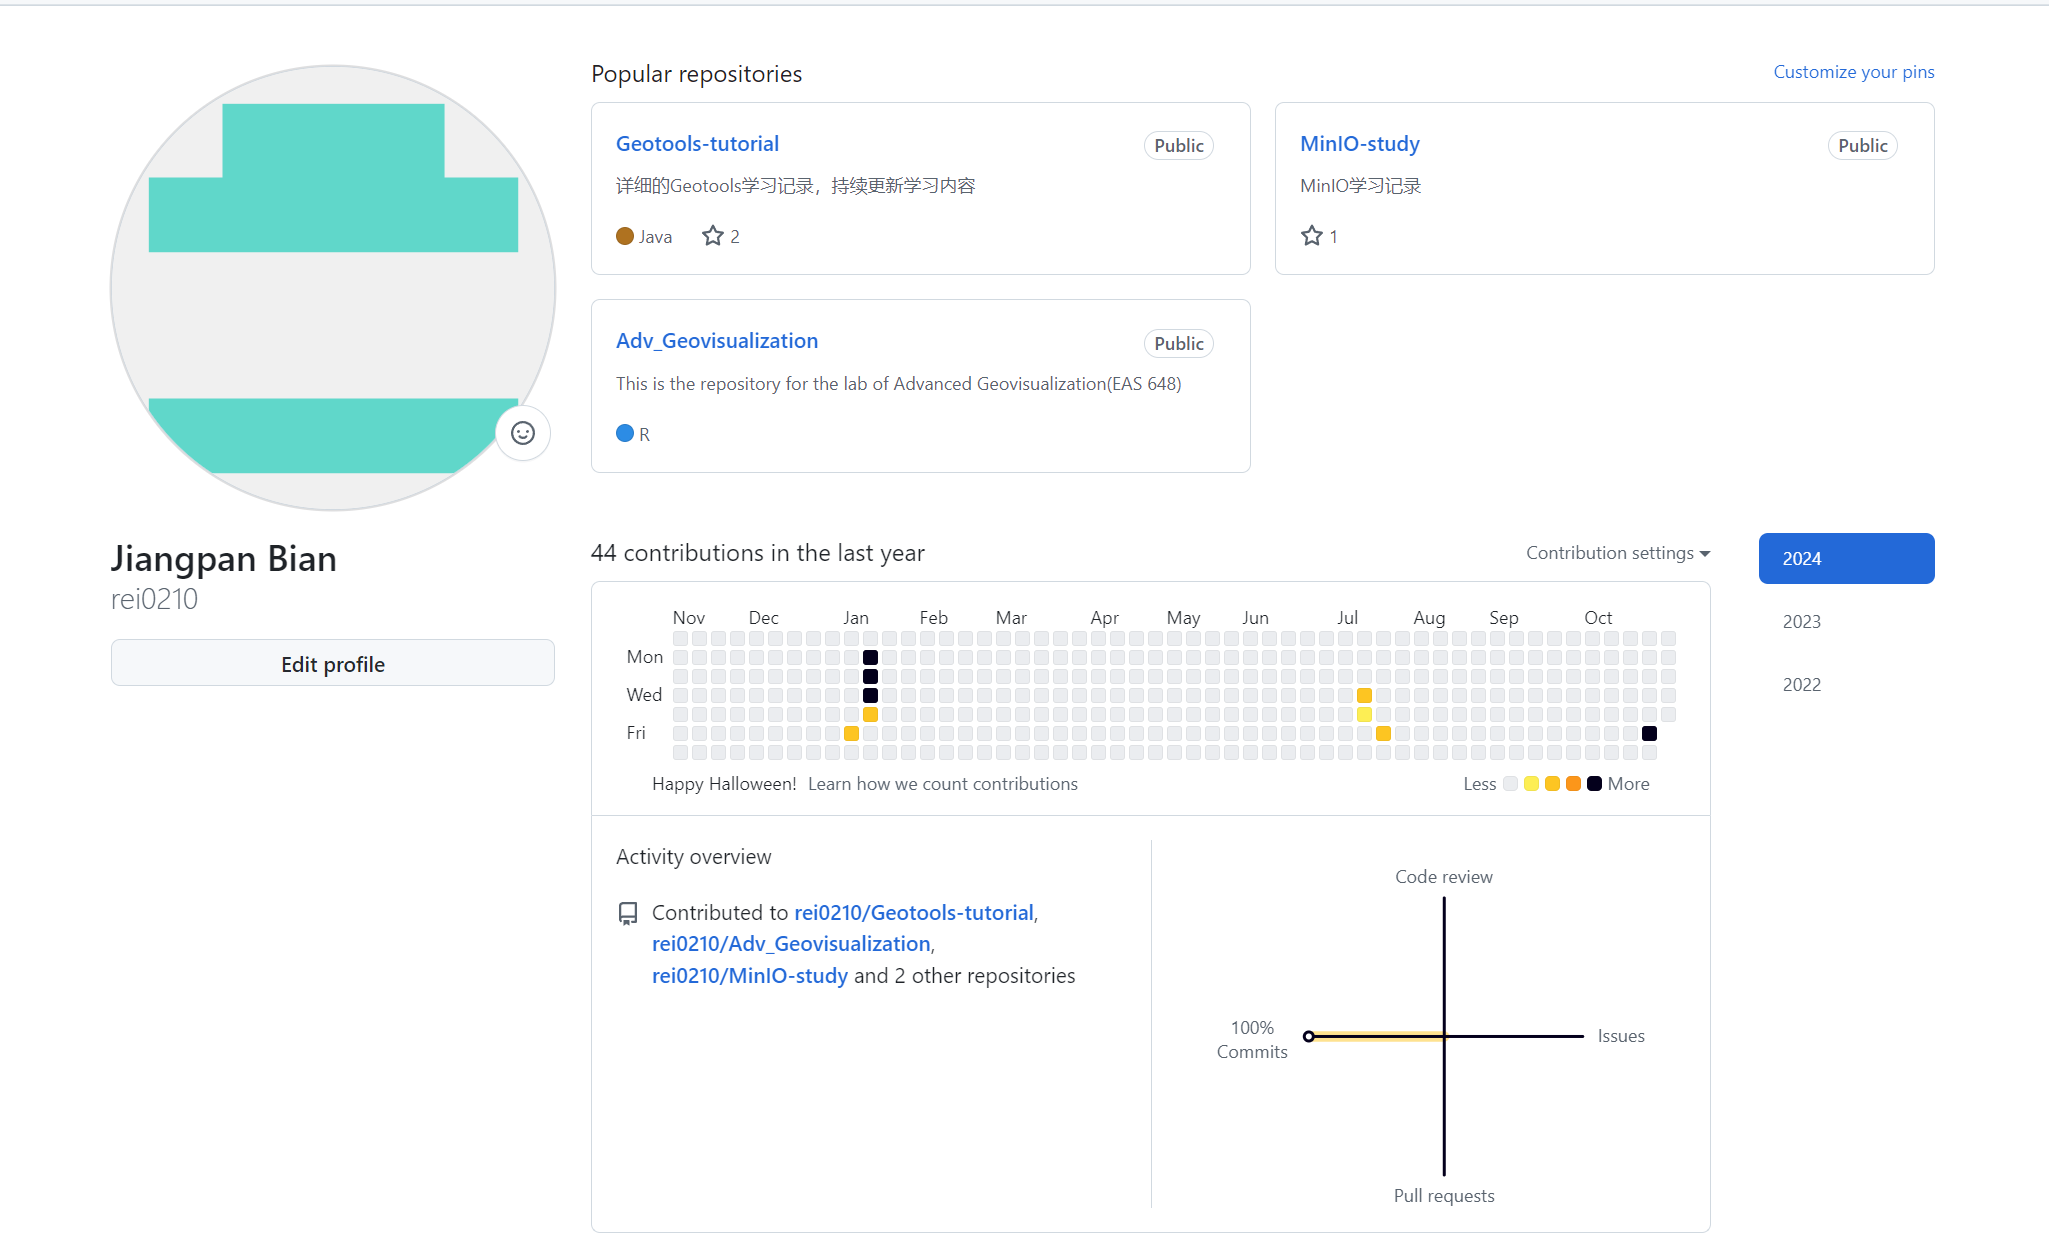 Popular repositories
Customize your pins
Geotools-tutorial
Public
详细的Geotools学习记录，持续更新学习内容
Java
2
MinIO-study
Public
MinIO学习记录
1
Adv_Geovisualization
Public
This is the repository for the lab of Advanced Geovisualization(EAS 648)
R
Jiangpan Bian
rei0210
Edit profile
44 contributions in the last year
Contribution settings
2024
2023
2022
Nov Dec Jan Feb Mar Apr May Jun Jul Aug Sep Oct
Mon
Wed
Fri
Happy Halloween! Learn how we count contributions
Less More
Activity overview
Contributed to rei0210/Geotools-tutorial,
rei0210/Adv_Geovisualization,
rei0210/MinIO-study and 2 other repositories
Code review
100%
Commits
Issues
Pull requests